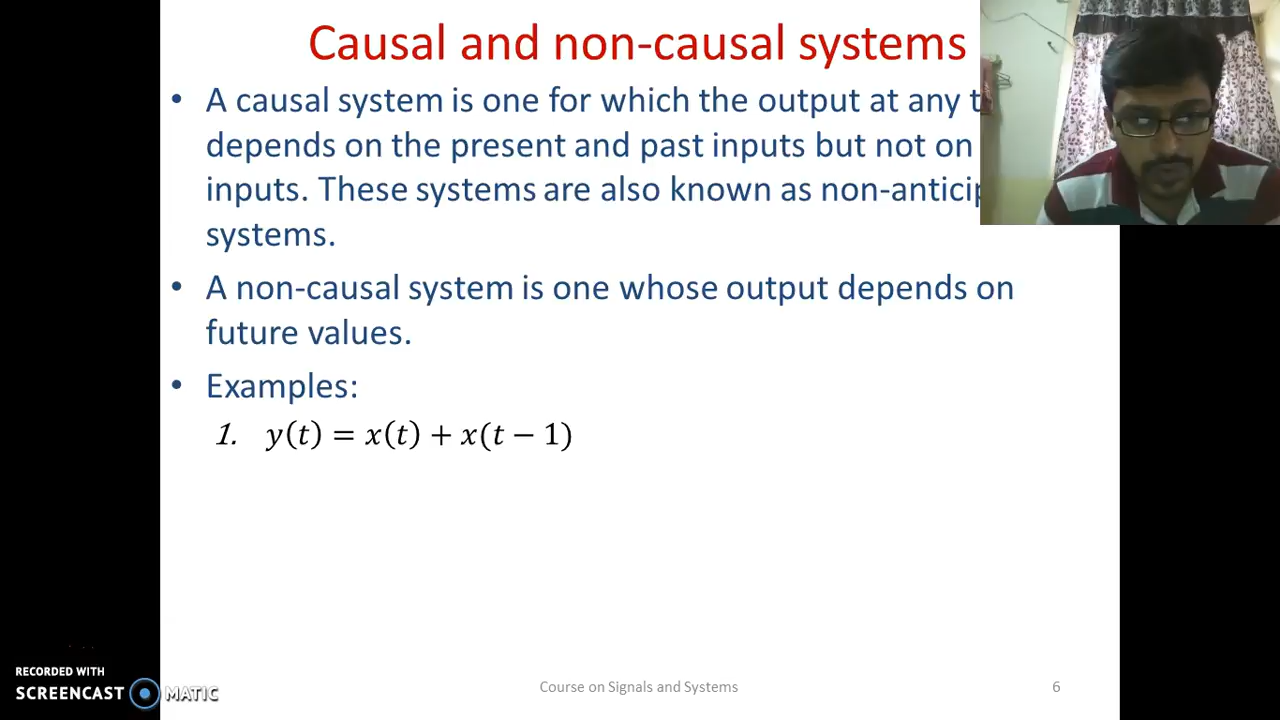 Causal and non-causal systems
• A causal system is one for which the output at any
depends on the present and past inputs but not on
inputs. These systems are also known as
systems.
• A non-causal system is one whose output depends on
future values.
• Examples:
1. y(t) = x(t) + x(t − 1)
RECORDED WITH
SCREENCAST MATIC
Course on Signals and Systems
6